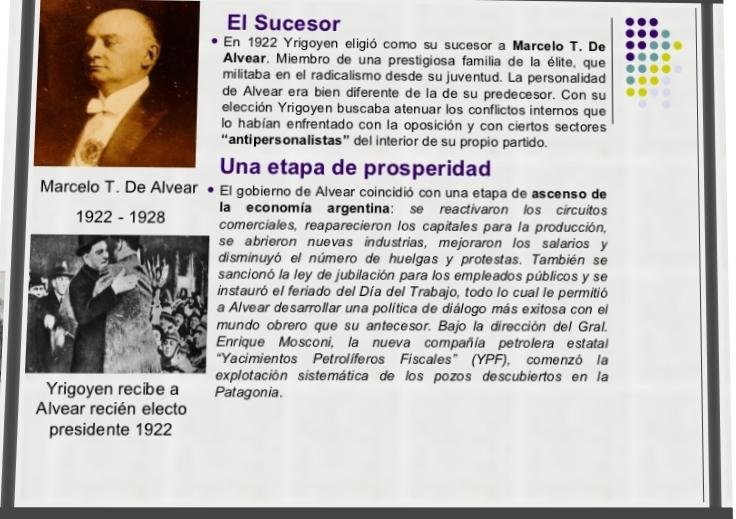 El Sucesor
• En 1922 Yrigoyen eligió como su sucesor a Marcelo T. De
Alvear. Miembro de una prestigiosa familia de la élite, que
militaba en el radicalismo desde su juventud. La personalidad
de Alvear era bien diferente de la de su predecesor. Con su
elección Yrigoyen buscaba atenuar los conflictos internos que
lo habían enfrentado con la oposición y con ciertos sectores
“antipersonalistas” del interior de su propio partido.
Una etapa de prosperidad
• El gobierno de Alvear coincidió con una etapa de ascenso de
la economía argentina: se reactivaron los circuitos
comerciales, reaparecieron los capitales para la producción,
se abrieron nuevas industrias, mejoraron los salarios y
disminuyó el número de huelgas y protestas. También se
sancionó la ley de jubilación para los empleados públicos y se
instauró el feriado del Día del Trabajo, todo lo cual le permitió
a Alvear desarrollar una política de diálogo más exitosa con el
mundo obrero que su antecesor. Bajo la dirección del Gral.
Enrique Mosconi, la nueva compañía petrolera estatal
“Yacimientos Petrolíferos Fiscales” (YPF), comenzó la
explotación sistemática de los pozos descubiertos en la
Patagonia.
Marcelo T. De Alvear
1922 - 1928
Yrigoyen recibe a
Alvear recién electo
presidente 1922